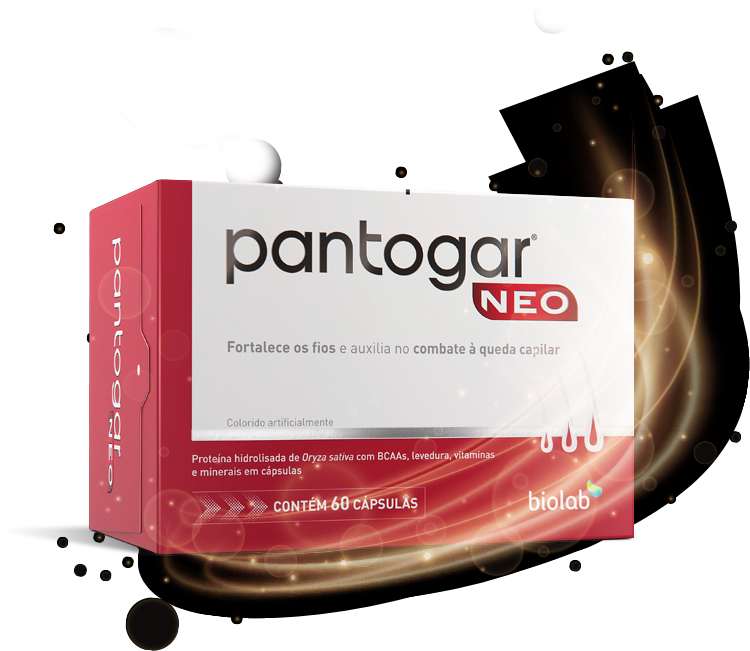 pantogar®
NEO
Fortalece os fios e auxilia no combate à queda capilar
Colorido artificialmente
Proteína hidrolisada de Oryza sativa com BCAAs, levedura, vitaminas
e minerais em cápsulas
CONTÉM 60 CÁPSULAS
biolab
pantogar
NEO